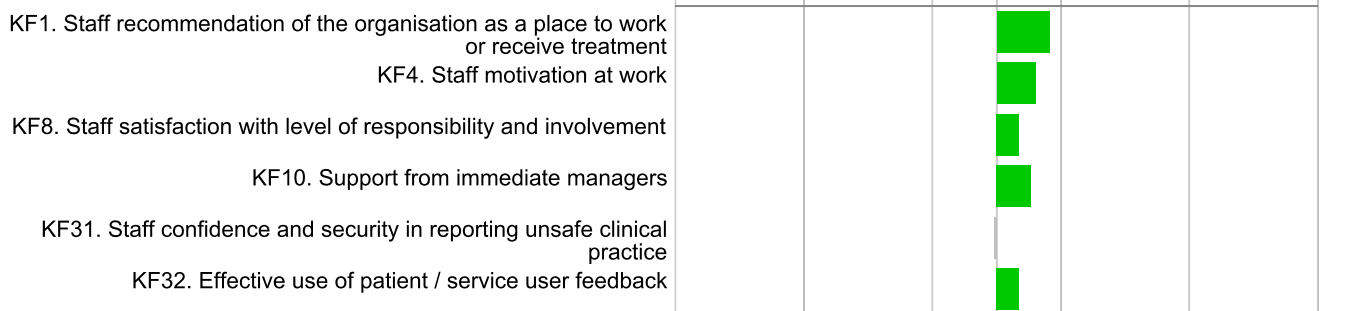 KF1. Staff recommendation of the organisation as a place to work
or receive treatment
KF4. Staff motivation at work
KF8. Staff satisfaction with level of responsibility and involvement
KF10. Support from immediate managers
KF31. Staff confidence and security in reporting unsafe clinical
practice
KF32. Effective use of patient / service user feedback